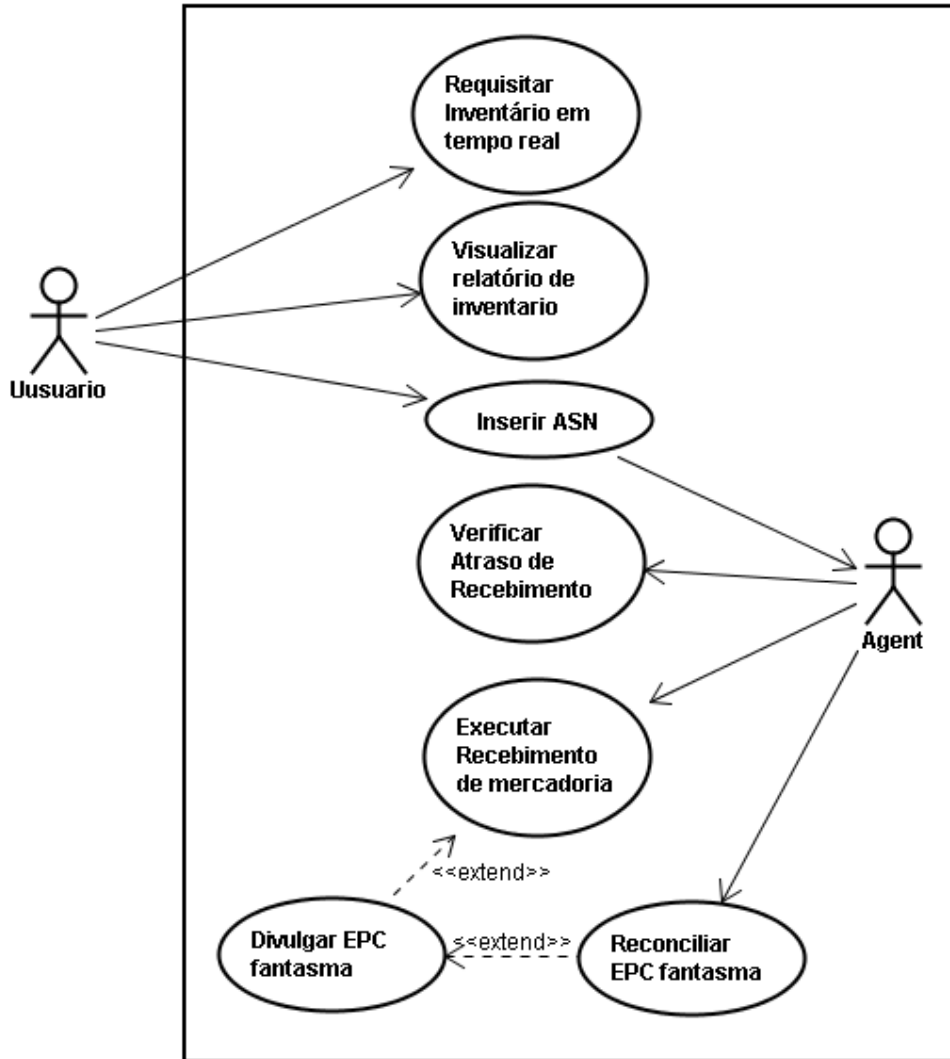 Requisitar
Inventário em
tempo real
Visualizar
relatório de
inventario
Uusuario
Inserir ASN
Verificar
Atraso de
Recebimento
Agent
Executar
Recebimento
de mercadoria
<<extend>>
Divulgar EPC
fantasma
<<extend>>
Reconciliar
EPC fantasma